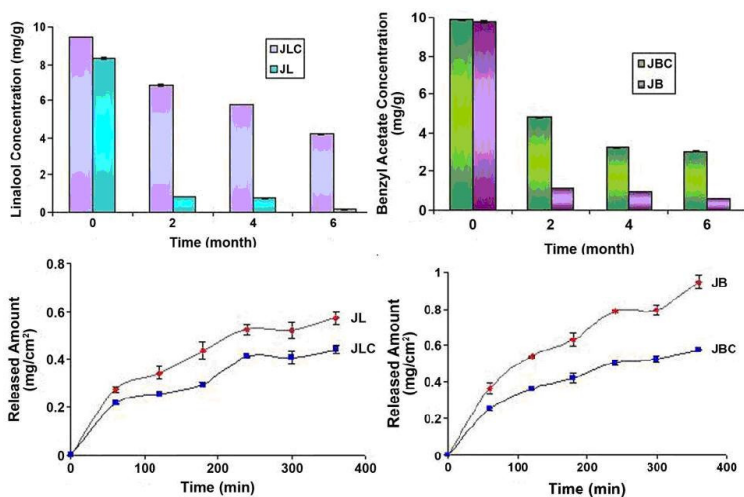 Linalool Concentration (mg/g)
10
8
6
4
2
0
JLC
JL
0 2 4 6
Time (month)
Benzyl Acetate Concentration
(mg/g)
10
8
6
4
2
0
JBC
JB
0 2 4 6
Time (month)
Released Amount
(mg/cm²)
0.8
0.6
0.4
0.2
0
JL
JLC
0 100 200 300 400
Time (min)
Released Amount
(mg/cm²)
1
0.8
0.6
0.4
0.2
0
JB
JBC
0 100 200 300 400
Time (min)